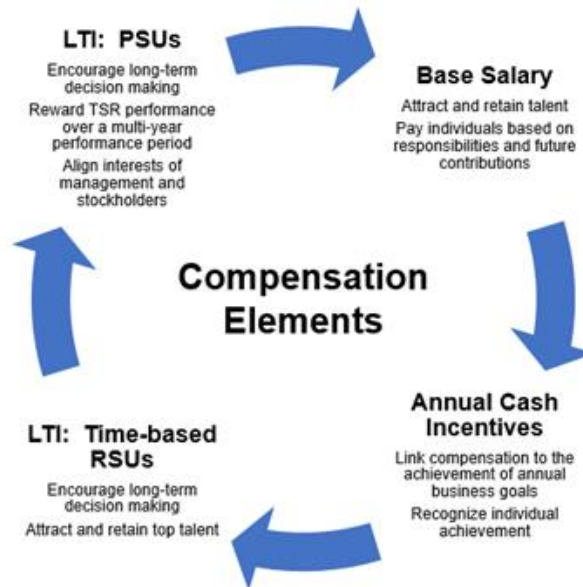 LTI: PSUs
Encourage long-term
decision making
Reward TSR performance
over a multi-year
performance period
Align interests of
management and
stockholders
Base Salary
Attract and retain talent
Pay individuals based on
responsibilities and future
contributions
Compensation
Elements
Annual Cash
Incentives
Link compensation to the
achievement of annual
business goals
Recognize individual
achievement
LTI: Time-based
RSUs
Encourage long-term
decision making
Attract and retain top talent